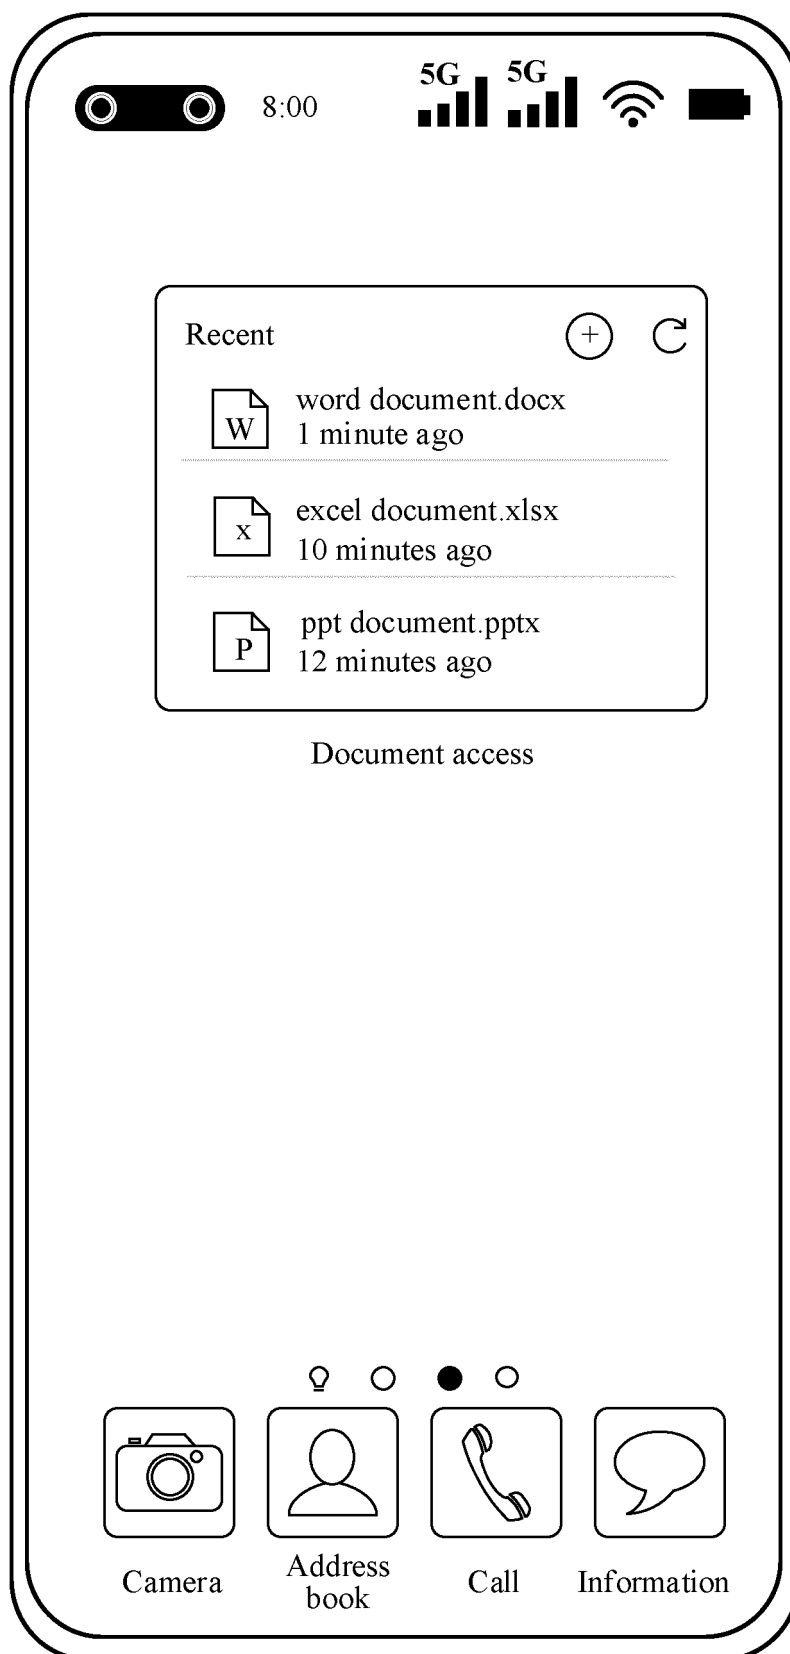 5G 5G
8:00
Recent
+
W
word document.docx
1 minute ago
x
excel document.xlsx
10 minutes ago
P
ppt document.pptx
12 minutes ago
Document access
Camera
Address
book
Call
Information